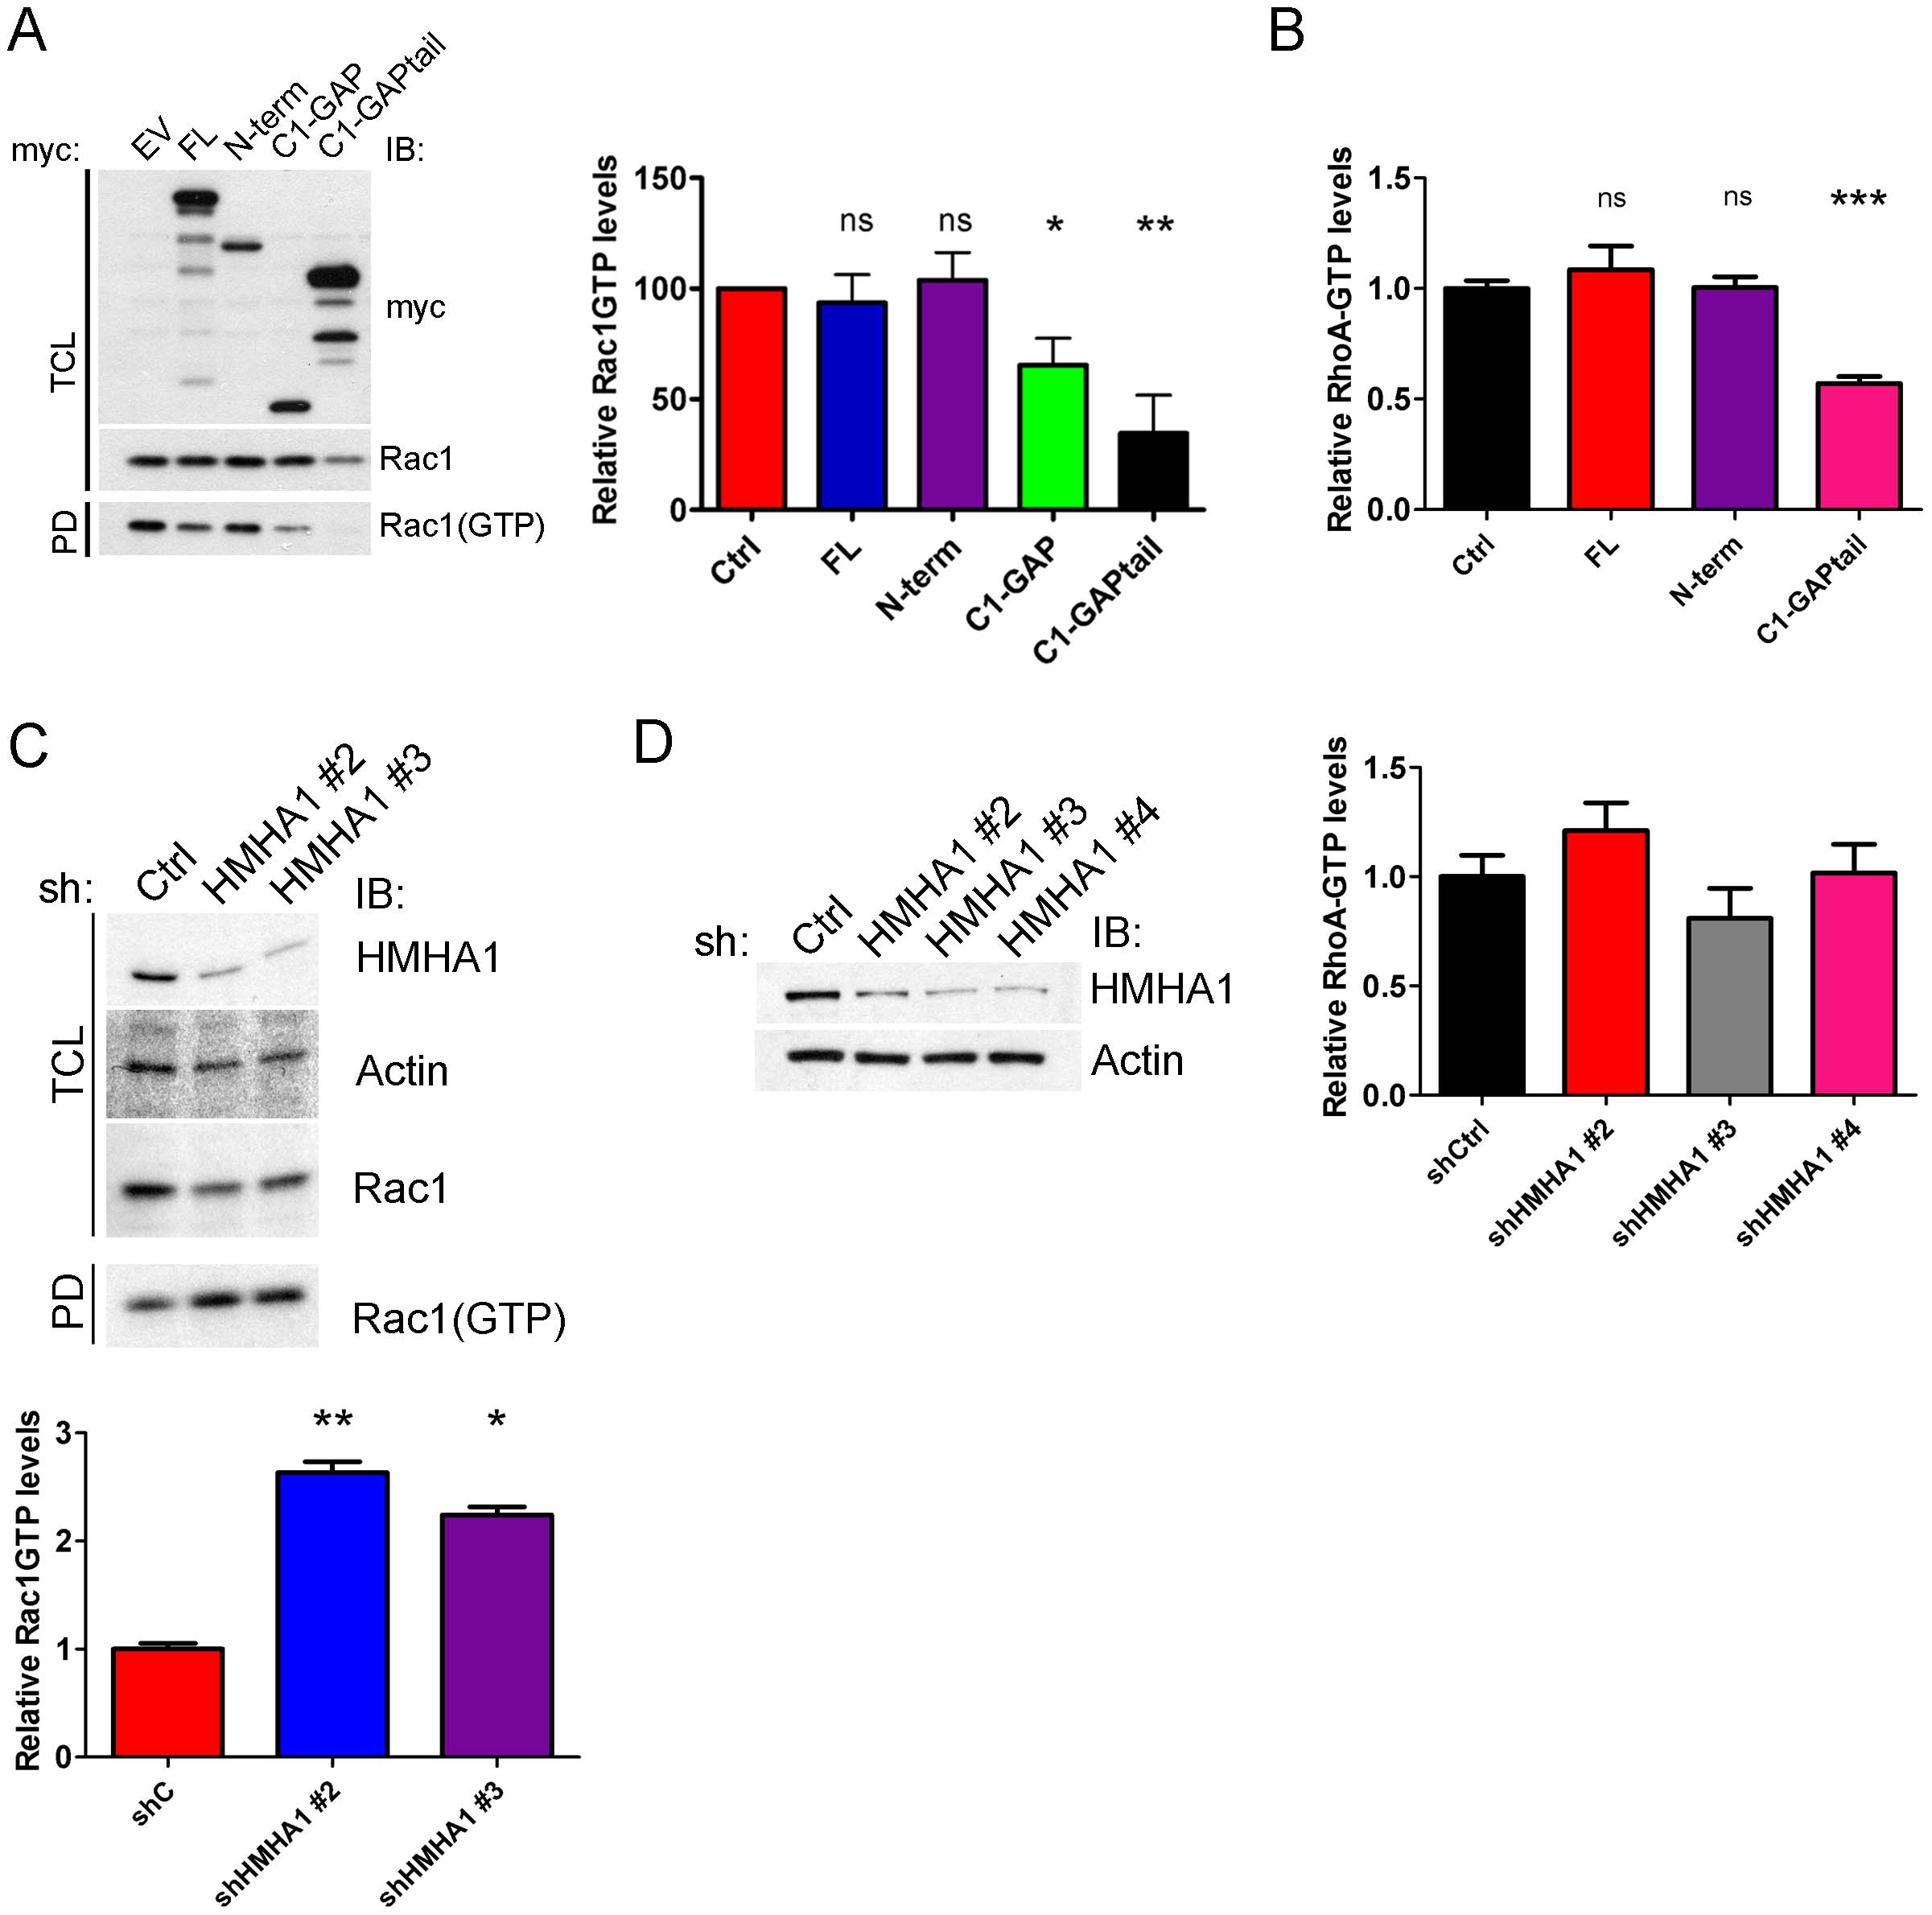 A
myc:
EV
FL
N-term
C1-GAP
C1-GAPtail
IB:
TCL
myc
Rac1
PD
Rac1(GTP)
Relative Rac1GTP levels
150
100
50
0
ns
ns
*
**
Ctrl
FL
N-term
C1-GAP
C1-GAPtail
B
Relative RhoA-GTP levels
1.5
1.0
0.5
0.0
ns
ns
***
Ctrl
FL
N-term
C1-GAPtail
C
sh:
Ctrl
HMHA1 #2
HMHA1 #3
IB:
TCL
HMHA1
Actin
Rac1
PD
Rac1(GTP)
Relative Rac1GTP levels
3
2
1
0
**
*
shC
shHMHA1 #2
shHMHA1 #3
D
sh:
Ctrl
HMHA1 #2
HMHA1 #3
HMHA1 #4
IB:
HMHA1
Actin
Relative RhoA-GTP levels
1.5
1.0
0.5
0.0
shCtrl
shHMHA1 #2
shHMHA1 #3
shHMHA1 #4